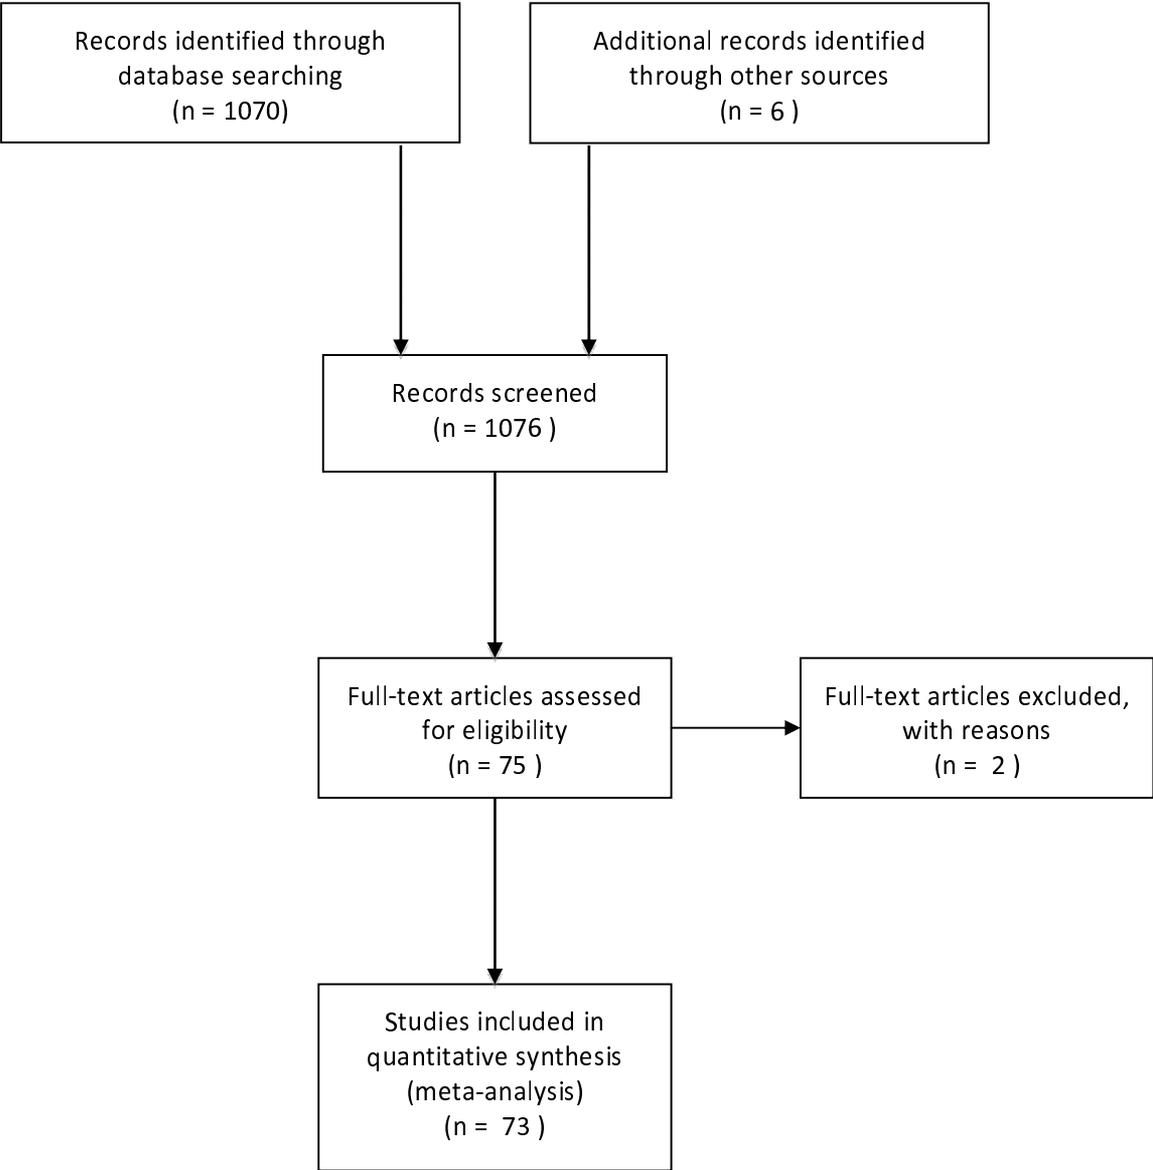 Records identified through
database searching
(n = 1070)
Additional records identified
through other sources
(n = 6 )
Records screened
(n = 1076 )
Full-text articles assessed
for eligibility
(n = 75 )
Full-text articles excluded,
with reasons
(n =  2 )
Studies included in
quantitative synthesis
(meta-analysis)
(n =  73 )